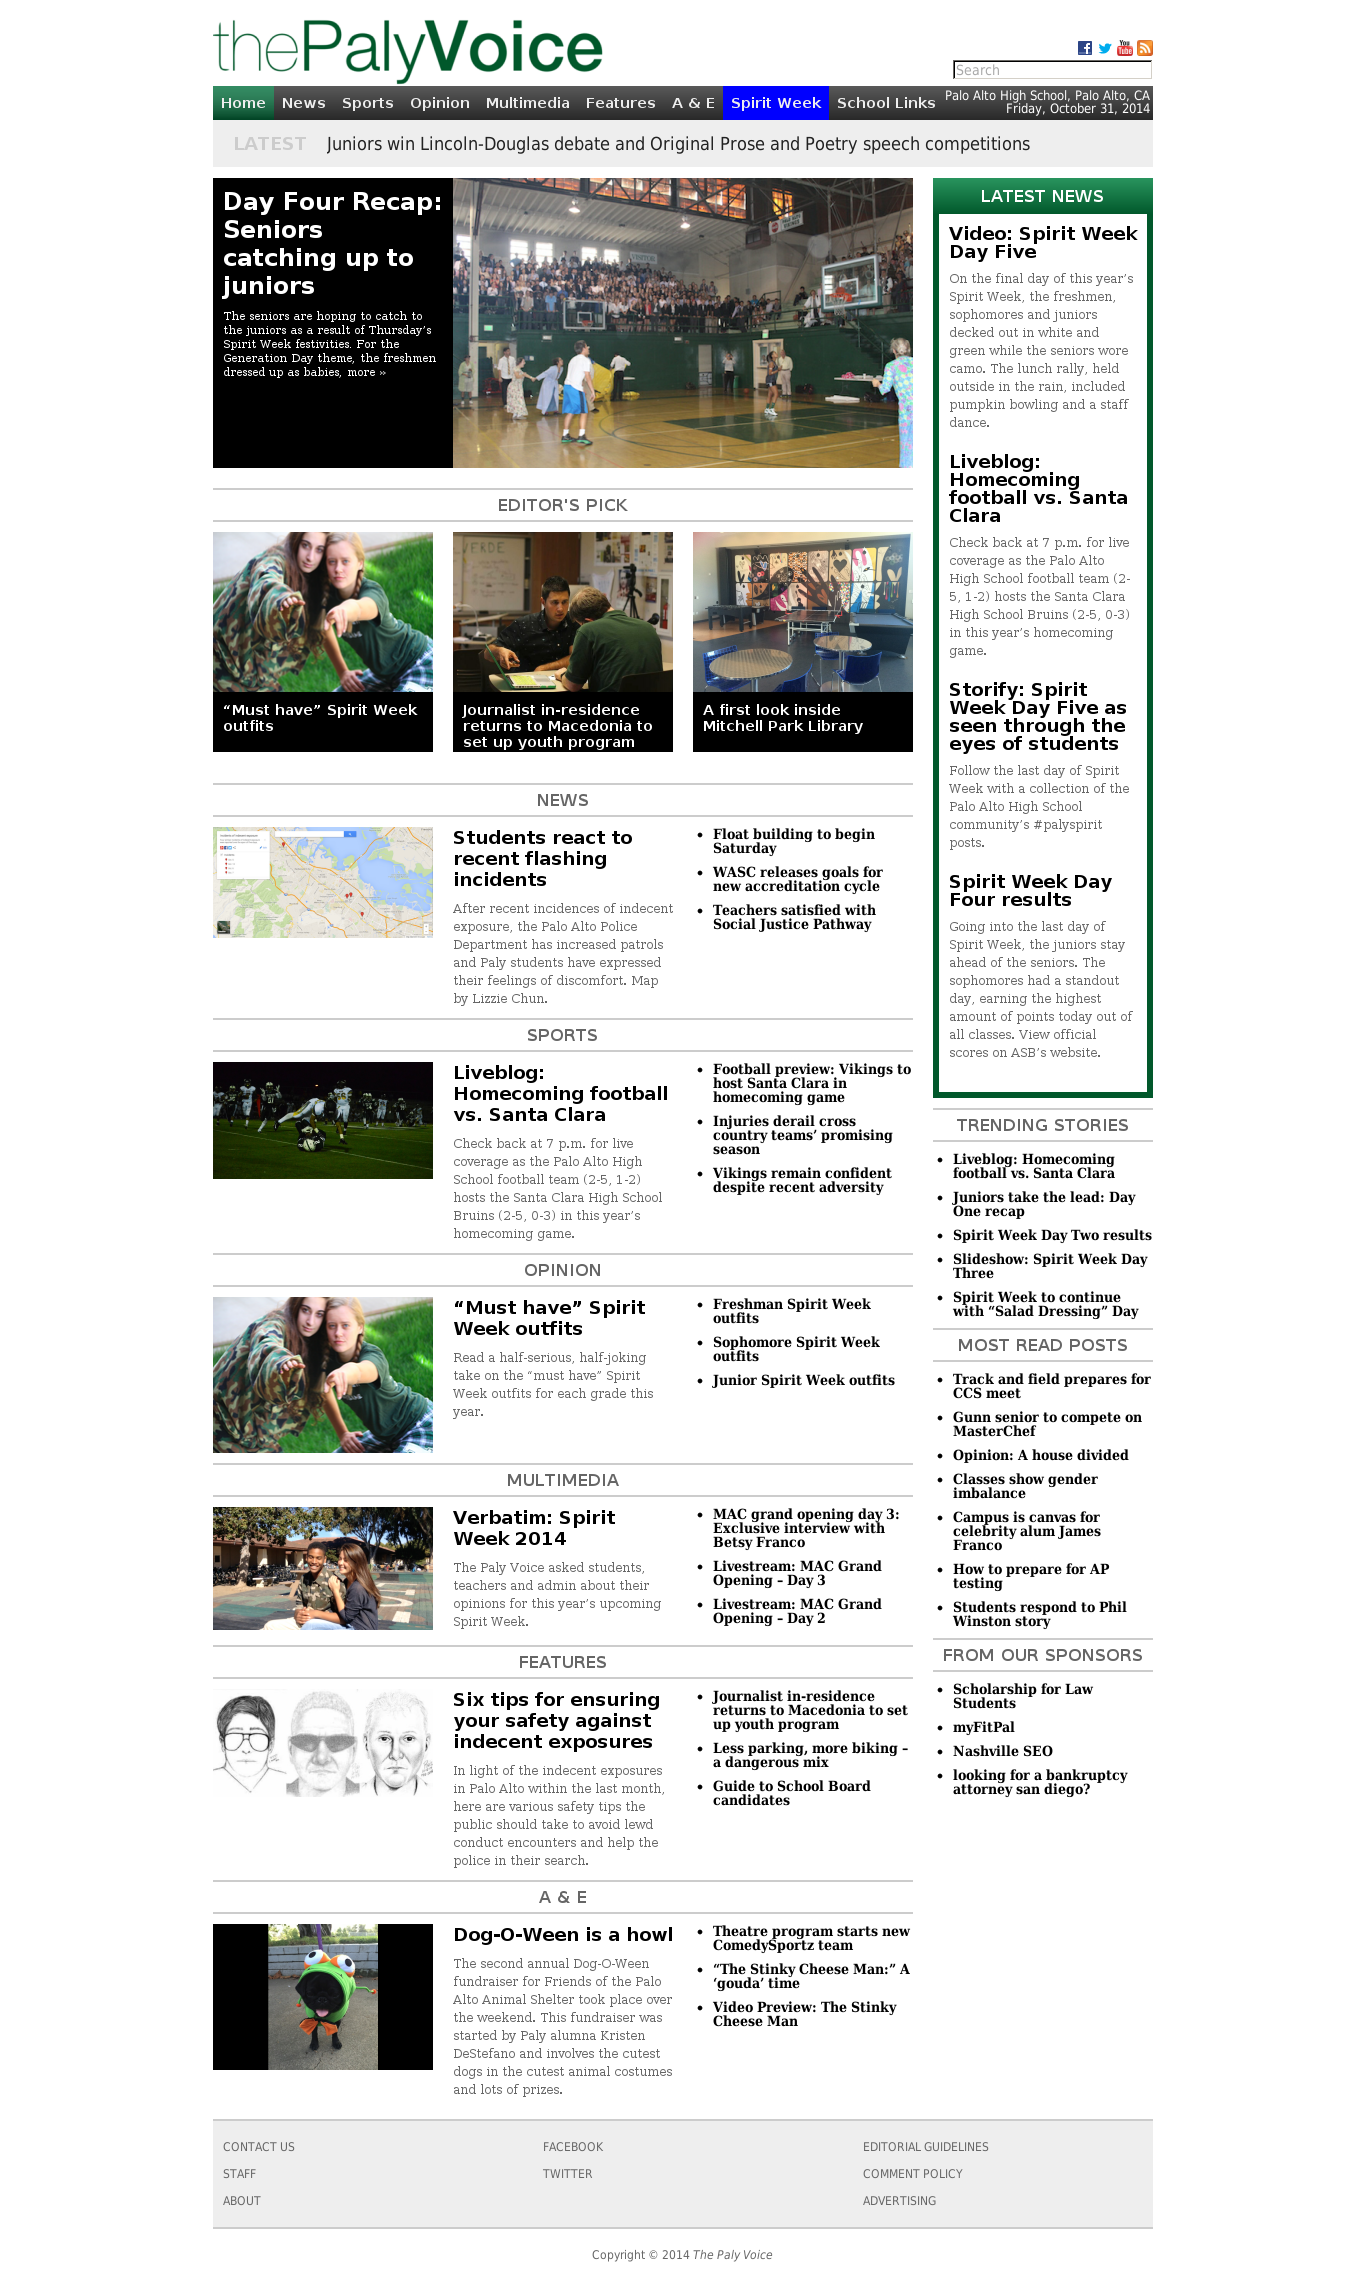 thePalyVoice
Search
Home News Sports Opinion Multimedia Features A & E Spirit Week School Links
Palo Alto High School, Palo Alto, CA
Friday, October 31, 2014
LATEST Juniors win Lincoln-Douglas debate and Original Prose and Poetry speech competitions
Day Four Recap:
Seniors
catching up to
juniors
The seniors are hoping to catch to
the juniors as a result of Thursday’s
Spirit Week festivities. For the
Generation Day theme, the freshmen
dressed up as babies, more »
EDITOR'S PICK
“Must have” Spirit Week
outfits
Journalist in-residence
returns to Macedonia to
set up youth program
A first look inside
Mitchell Park Library
NEWS
Students react to
recent flashing
incidents
After recent incidences of indecent
exposure, the Palo Alto Police
Department has increased patrols
and Paly students have expressed
their feelings of discomfort. Map
by Lizzie Chun.
• Float building to begin
Saturday
• WASC releases goals for
new accreditation cycle
• Teachers satisfied with
Social Justice Pathway
SPORTS
Liveblog:
Homecoming football
vs. Santa Clara
Check back at 7 p.m. for live
coverage as the Palo Alto High
School football team (2-5, 1-2)
hosts the Santa Clara High School
Bruins (2-5, 0-3) in this year’s
homecoming game.
• Football preview: Vikings to
host Santa Clara in
homecoming game
• Injuries derail cross
country teams’ promising
season
• Vikings remain confident
despite recent adversity
OPINION
“Must have” Spirit
Week outfits
Read a half-serious, half-joking
take on the “must have” Spirit
Week outfits for each grade this
year.
• Freshman Spirit Week
outfits
• Sophomore Spirit Week
outfits
• Junior Spirit Week outfits
MULTIMEDIA
Verbatim: Spirit
Week 2014
The Paly Voice asked students,
teachers and admin about their
opinions for this year’s upcoming
Spirit Week.
• MAC grand opening day 3:
Exclusive interview with
Betsy Franco
• Livestream: MAC Grand
Opening – Day 3
• Livestream: MAC Grand
Opening – Day 2
FEATURES
Six tips for ensuring
your safety against
indecent exposures
In light of the indecent exposures
in Palo Alto within the last month,
here are various safety tips the
public should take to avoid lewd
conduct encounters and help the
police in their search.
• Journalist in-residence
returns to Macedonia to set
up youth program
• Less parking, more biking –
a dangerous mix
• Guide to School Board
candidates
A & E
Dog-O-Ween is a howl
The second annual Dog-O-Ween
fundraiser for Friends of the Palo
Alto Animal Shelter took place over
the weekend. This fundraiser was
started by Paly alumna Kristen
DeStefano and involves the cutest
dogs in the cutest animal costumes
and lots of prizes.
• Theatre program starts new
ComedySportz team
• “The Stinky Cheese Man:” A
‘gouda’ time
• Video Preview: The Stinky
Cheese Man
LATEST NEWS
Video: Spirit Week
Day Five
On the final day of this year’s
Spirit Week, the freshmen,
sophomores and juniors
decked out in white and
green while the seniors wore
camo. The lunch rally, held
outside in the rain, included
pumpkin bowling and a staff
dance.
Liveblog:
Homecoming
football vs. Santa
Clara
Check back at 7 p.m. for live
coverage as the Palo Alto
High School football team (2-
5, 1-2) hosts the Santa Clara
High School Bruins (2-5, 0-3)
in this year’s homecoming
game.
Storify: Spirit
Week Day Five as
seen through the
eyes of students
Follow the last day of Spirit
Week with a collection of the
Palo Alto High School
community’s #palyspirit
posts.
Spirit Week Day
Four results
Going into the last day of
Spirit Week, the juniors stay
ahead of the seniors. The
sophomores had a standout
day, earning the highest
amount of points today out of
all classes. View official
scores on ASB’s website.
TRENDING STORIES
• Liveblog: Homecoming
football vs. Santa Clara
• Juniors take the lead: Day
One recap
• Spirit Week Day Two results
• Slideshow: Spirit Week Day
Three
• Spirit Week to continue
with “Salad Dressing” Day
MOST READ POSTS
• Track and field prepares for
CCS meet
• Gunn senior to compete on
MasterChef
• Opinion: A house divided
• Classes show gender
imbalance
• Campus is canvas for
celebrity alum James
Franco
• How to prepare for AP
testing
• Students respond to Phil
Winston story
FROM OUR SPONSORS
• Scholarship for Law
Students
• myFitPal
• Nashville SEO
• looking for a bankruptcy
attorney san diego?
CONTACT US
STAFF
ABOUT
FACEBOOK
TWITTER
EDITORIAL GUIDELINES
COMMENT POLICY
ADVERTISING
Copyright © 2014 The Paly Voice